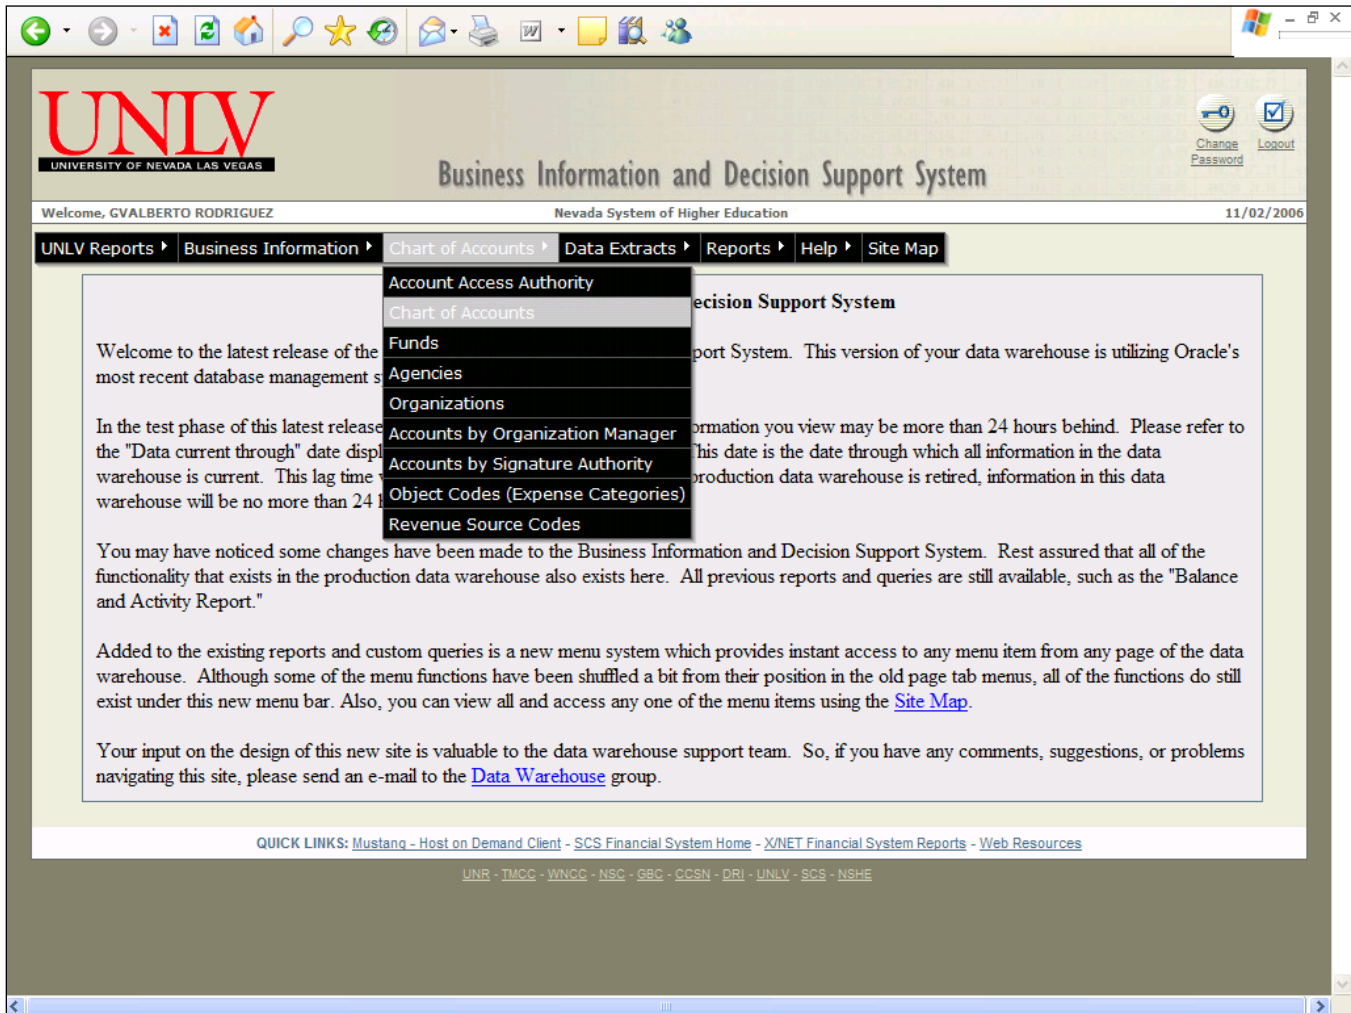 UNLV
UNIVERSITY OF NEVADA LAS VEGAS
Business Information and Decision Support System
Change Password
Logout
Welcome, GVALBERTO RODRIGUEZ
Nevada System of Higher Education
11/02/2006
UNLV Reports
Business Information
Chart of Accounts
Data Extracts
Reports
Help
Site Map
Account Access Authority
Chart of Accounts
Funds
Agencies
Organizations
Accounts by Organization Manager
Accounts by Signature Authority
Object Codes (Expense Categories)
Revenue Source Codes
ecision Support System
Welcome to the latest release of the port System. This version of your data warehouse is utilizing Oracle's
most recent database management s
In the test phase of this latest release ormation you view may be more than 24 hours behind. Please refer to
the "Data current through" date displ his date is the date through which all information in the data
warehouse is current. This lag time production data warehouse is retired, information in this data
warehouse will be no more than 24
You may have noticed some changes have been made to the Business Information and Decision Support System. Rest assured that all of the
functionality that exists in the production data warehouse also exists here. All previous reports and queries are still available, such as the "Balance
and Activity Report."
Added to the existing reports and custom queries is a new menu system which provides instant access to any menu item from any page of the data
warehouse. Although some of the menu functions have been shuffled a bit from their position in the old page tab menus, all of the functions do still
exist under this new menu bar. Also, you can view all and access any one of the menu items using the Site Map.
Your input on the design of this new site is valuable to the data warehouse support team. So, if you have any comments, suggestions, or problems
navigating this site, please send an e-mail to the Data Warehouse group.
QUICK LINKS: Mustang - Host on Demand Client - SCS Financial System Home - X/NET Financial System Reports - Web Resources
UNR - TMCC - WNCC - NSC - GBC - CCSN - DRI - UNLV - SCS - NSHE